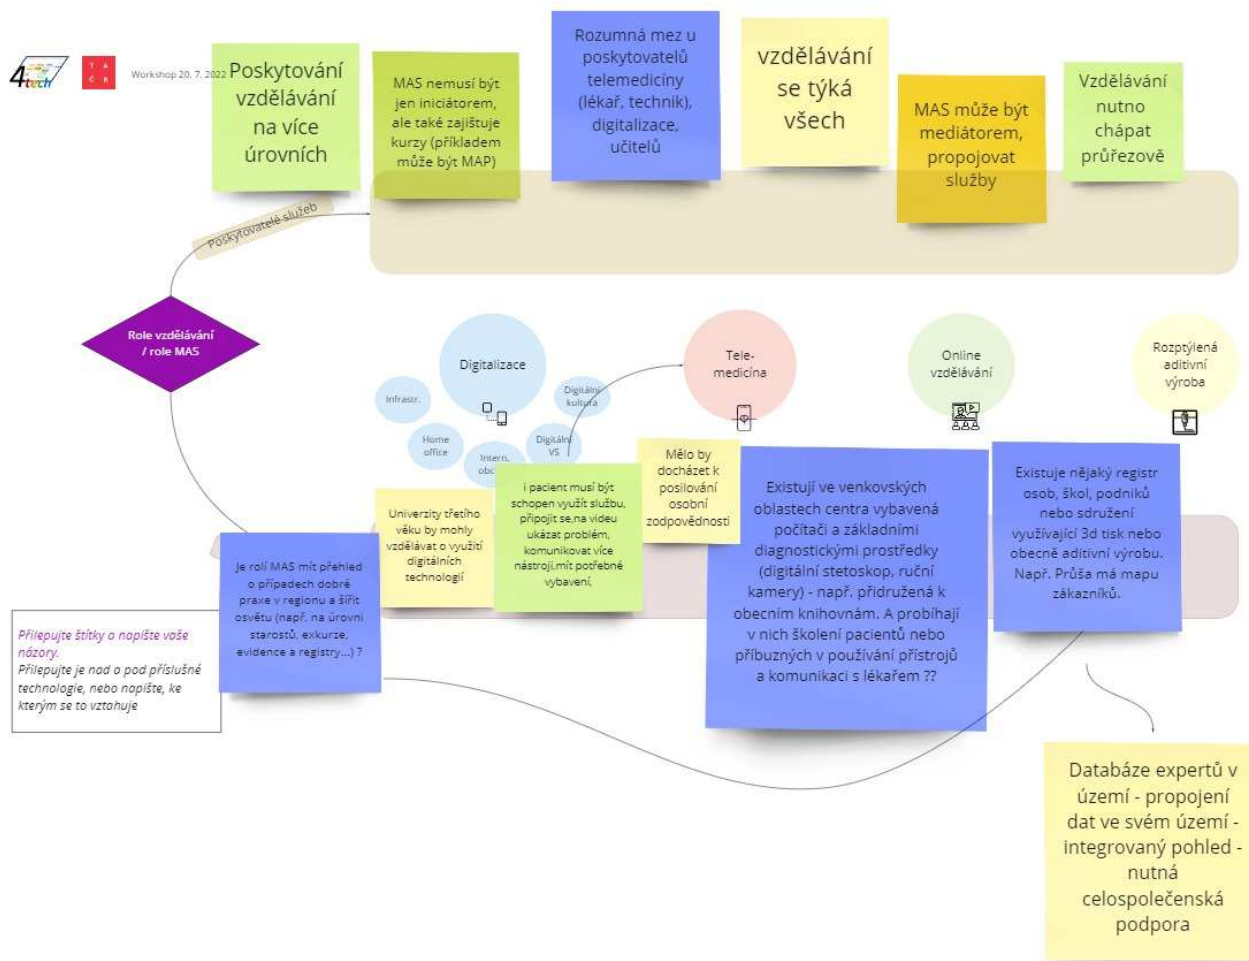 4tech
T A
Č R
Workshop 20. 7. 2022
Poskytování
vzdělávání
na více
úrovních
MAS nemusí být
jen iniciátorem,
ale také zajištuje
kurzy (příkladem
může být MAP)
Rozumná mez u
poskytovatelů
telemedicíny
(lékař, technik),
digitalizace,
učitelů
vzdělávání
se týká
všech
MAS může být
mediátorem,
propojovat
služby
Vzdělávání
nutno
chápat
průřezově
Poskytovatelé služeb
Role vzdělávání
/ role MAS
Digitalizace
Infrastr.
Home
office
Intern.
Digitální
VS
Digitální
kultura
Tele-
medicína
Online
vzdělávání
Rozptýlená
aditivní
výroba
Je rolí MAS mít přehled
o případech dobré
praxe v regionu a šířit
osvětu (např. na úrovni
starostů, exkurze,
evidence a registry...) ?
Univerzity třetího
věku by mohly
vzdělávat o využití
digitálních
technologií
i pacient musí být
schopen využít službu,
připojit se,na videu
ukázat problém,
komunikovat více
nástroji,mít potřebné
vybavení,
Mělo by
docházet k
posilování
osobní
zodpovědnosti
Existují ve venkovských
oblastech centra vybavená
počítači a základními
diagnostickými prostředky
(digitální stetoskop, ruční
kamery) - např. přidružená k
obecním knihovnám. A probíhají
v nich školení pacientů nebo
příbuzných v používání přístrojů
a komunikaci s lékařem ??
Existuje nějaký registr
osob, škol, podniků
nebo sdružení
využívající 3d tisk nebo
obecně aditivní výrobu.
Např. Průša má mapu
zákazníků.
Přilepujte štítky a napište vaše
názory.
Přilepujte je nad a pod příslušné
technologie, nebo napište, ke
kterým se to vztahuje
Databáze expertů v
území - propojení
dat ve svém území -
integrovaný pohled -
nutná
celospolečenská
podpora